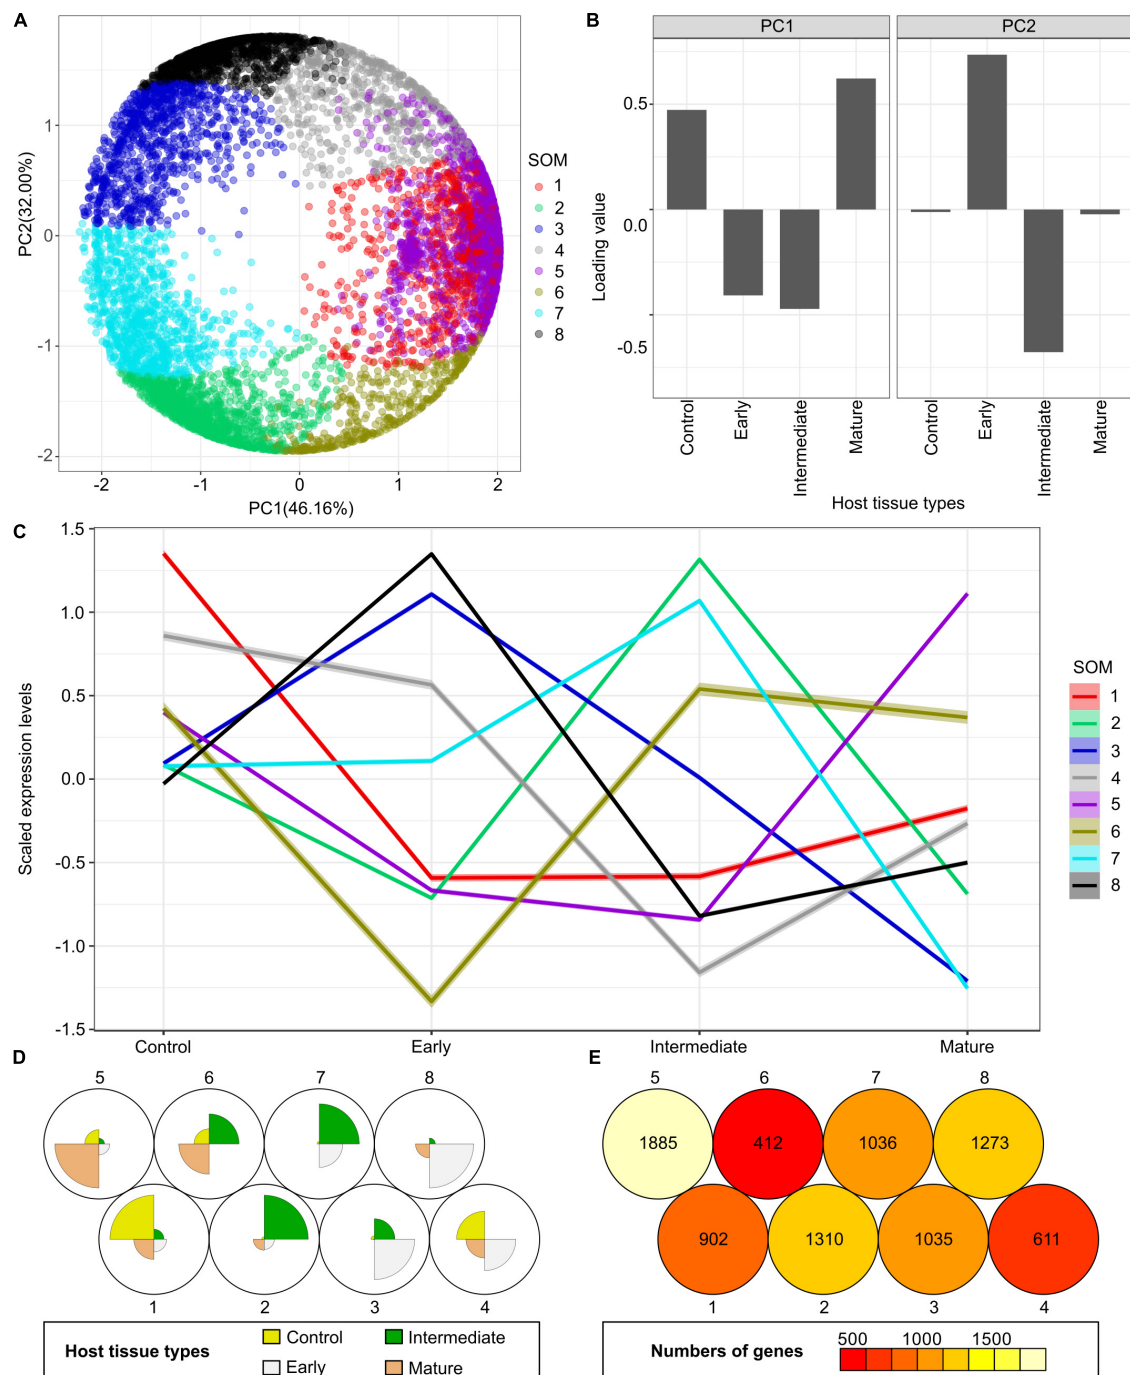 A
PC2(32.00%)
1
0
-1
-2
-2
-1
0
1
2
PC1(46.16%)
SOM
1
2
3
4
5
6
7
8
B
PC1
PC2
Loading value
0.5
0.0
-0.5
Control
Early
Intermediate
Mature
Control
Early
Intermediate
Mature
Host tissue types
C
Scaled expression levels
1.5
1.0
0.5
0.0
-0.5
-1.0
-1.5
Control
Early
Intermediate
Mature
SOM
1
2
3
4
5
6
7
8
D
5
6
7
8
1
2
3
4
Host tissue types
Control
Intermediate
Early
Mature
E
5
6
7
8
1885
412
1036
1273
902
1310
1035
611
1
2
3
4
Numbers of genes
500
1000
1500